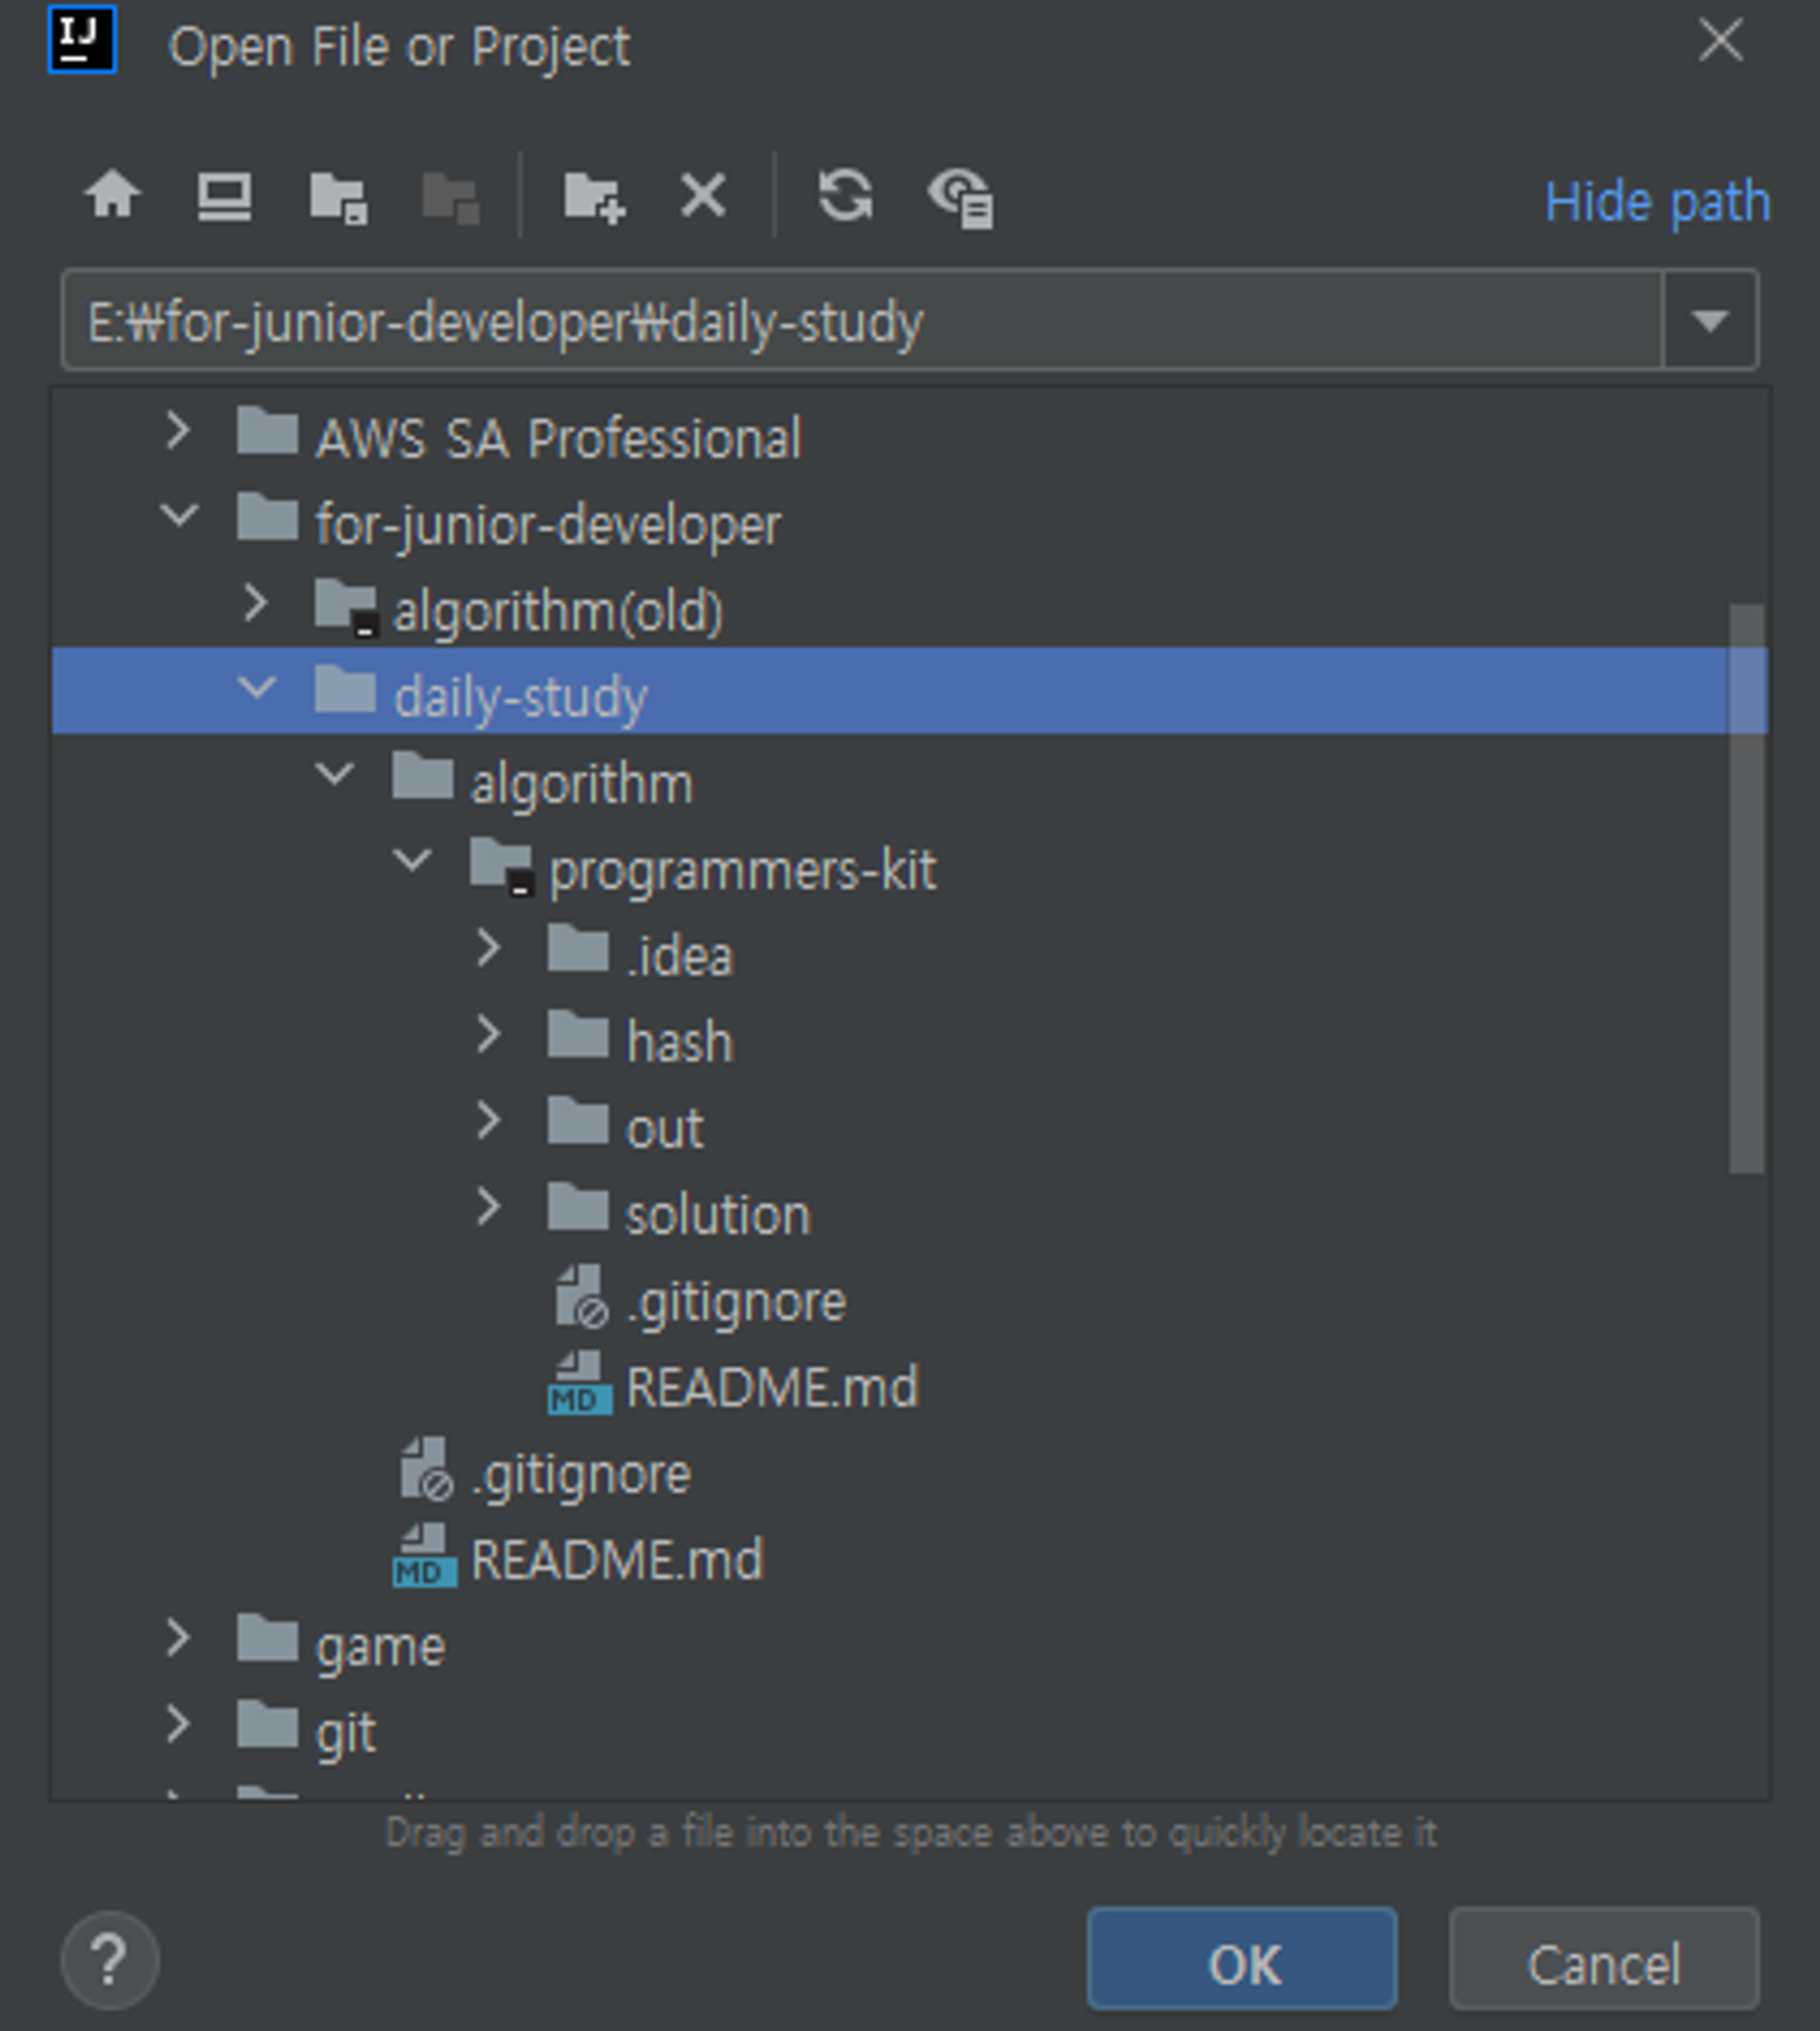 IJ
Open File or Project
Hide path
E:₩for-junior-developer₩daily-study
AWS SA Professional
for-junior-developer
algorithm(old)
daily-study
algorithm
programmers-kit
.idea
hash
out
solution
.gitignore
MD README.md
.gitignore
MD README.md
game
git
Drag and drop a file into the space above to quickly locate it
?
OK
Cancel